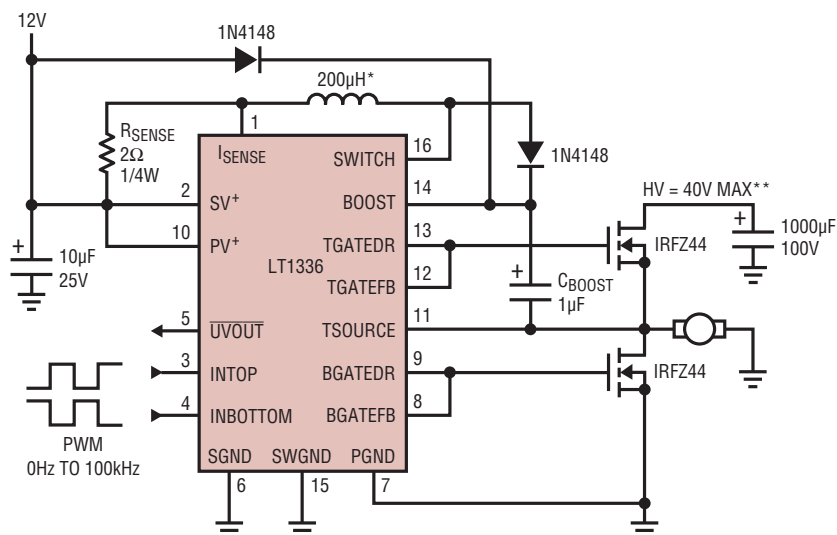 12V
1N4148
200µH*
1
RSENSE
2Ω
1/4W
ISENSE
16
SWITCH
1N4148
2
SV+
14
BOOST
HV = 40V MAX**
10
PV+
13
TGATEDR
+
1000µF
100V
IRFZ44
+
10µF
25V
LT1336
12
TGATEFB
+
CBOOST
1µF
5
UVOUT
11
TSOURCE
3
INTOP
9
BGATEDR
IRFZ44
4
INBOTTOM
8
BGATEFB
PWM
0Hz TO 100kHz
SGND
SWGND
PGND
6
15
7